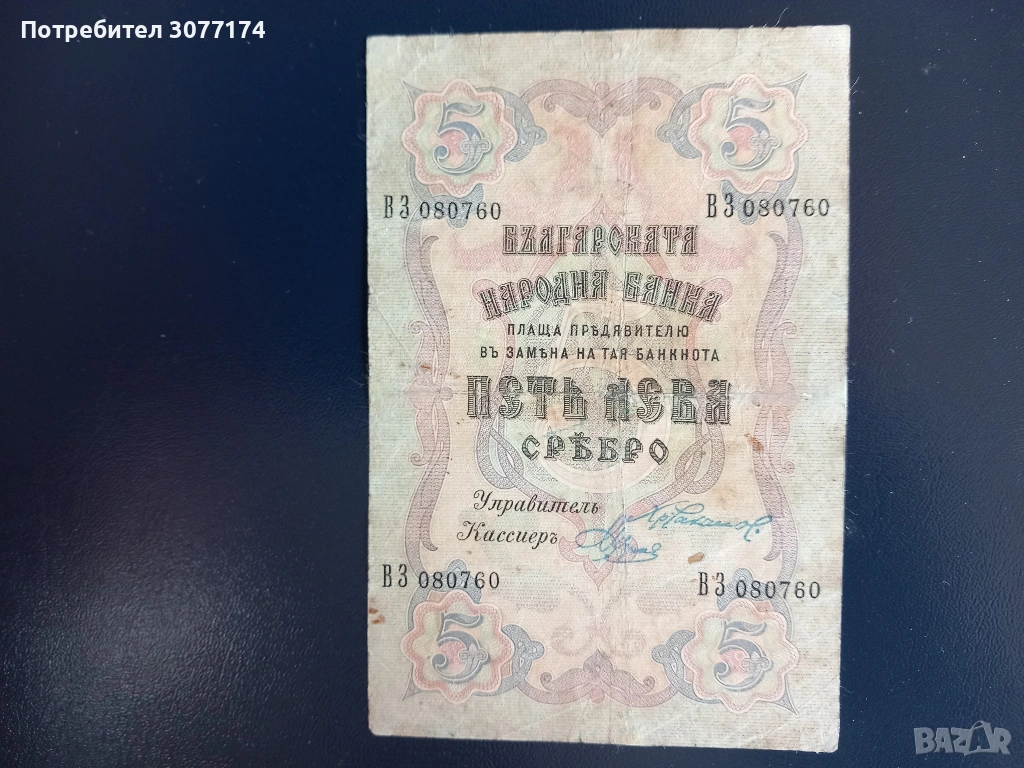 Потребител 3077174
5 5
ВЗ 080760 ВЗ 080760
БЪЛГАРСКАТА
НАРОДНА БАНКА
ПЛАЩА ПРѢДЯВИТЕЛЮ
ВЪ ЗАМѢНА НА ТАЯ БАНКНОТА
ПЕТЬ ЛЕВА
СРѢБРО
Управитель
Кассиеръ
ВЗ 080760 ВЗ 080760
5 5
BAZAR